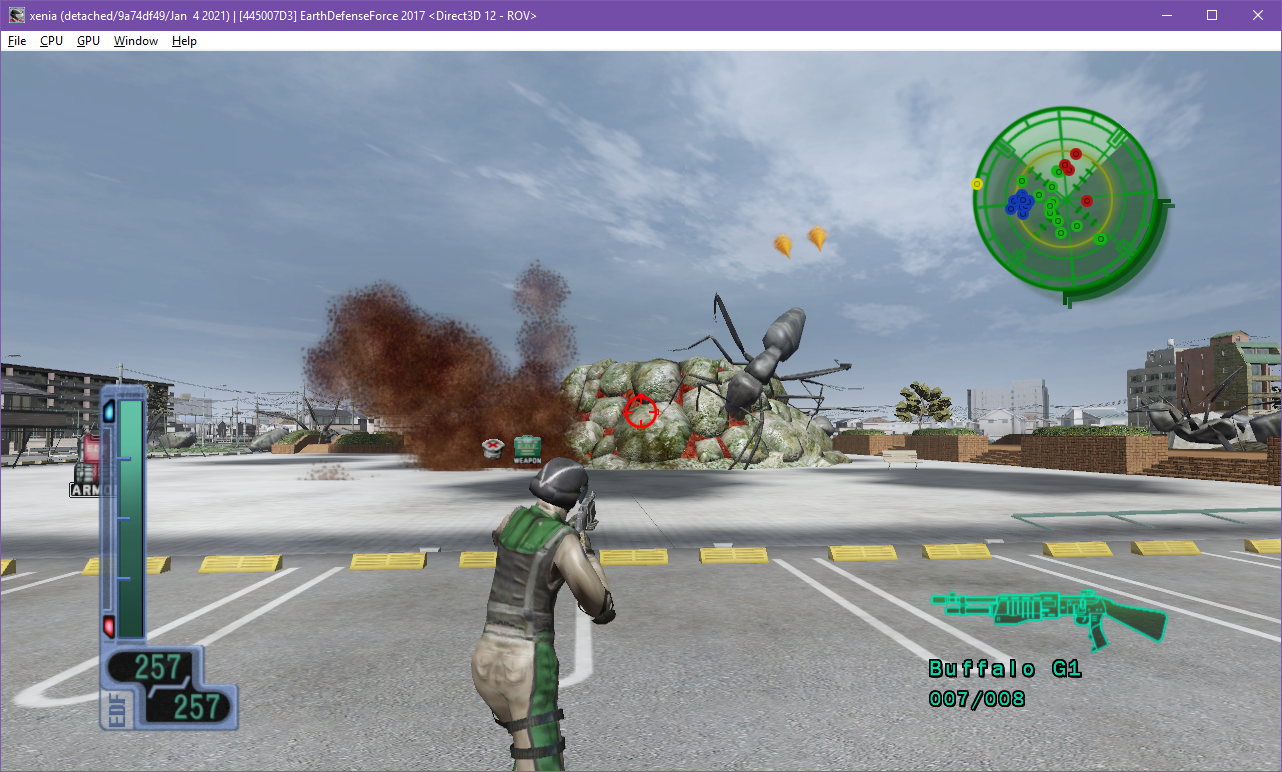 xenia (detached/9a74df49/Jan 4 2021) | [445007D3] EarthDefenseForce 2017 <Direct3D 12 - ROV>
File CPU GPU Window Help
WEAPON
ARMO
257
257
EDF
Buffalo G1
007/008